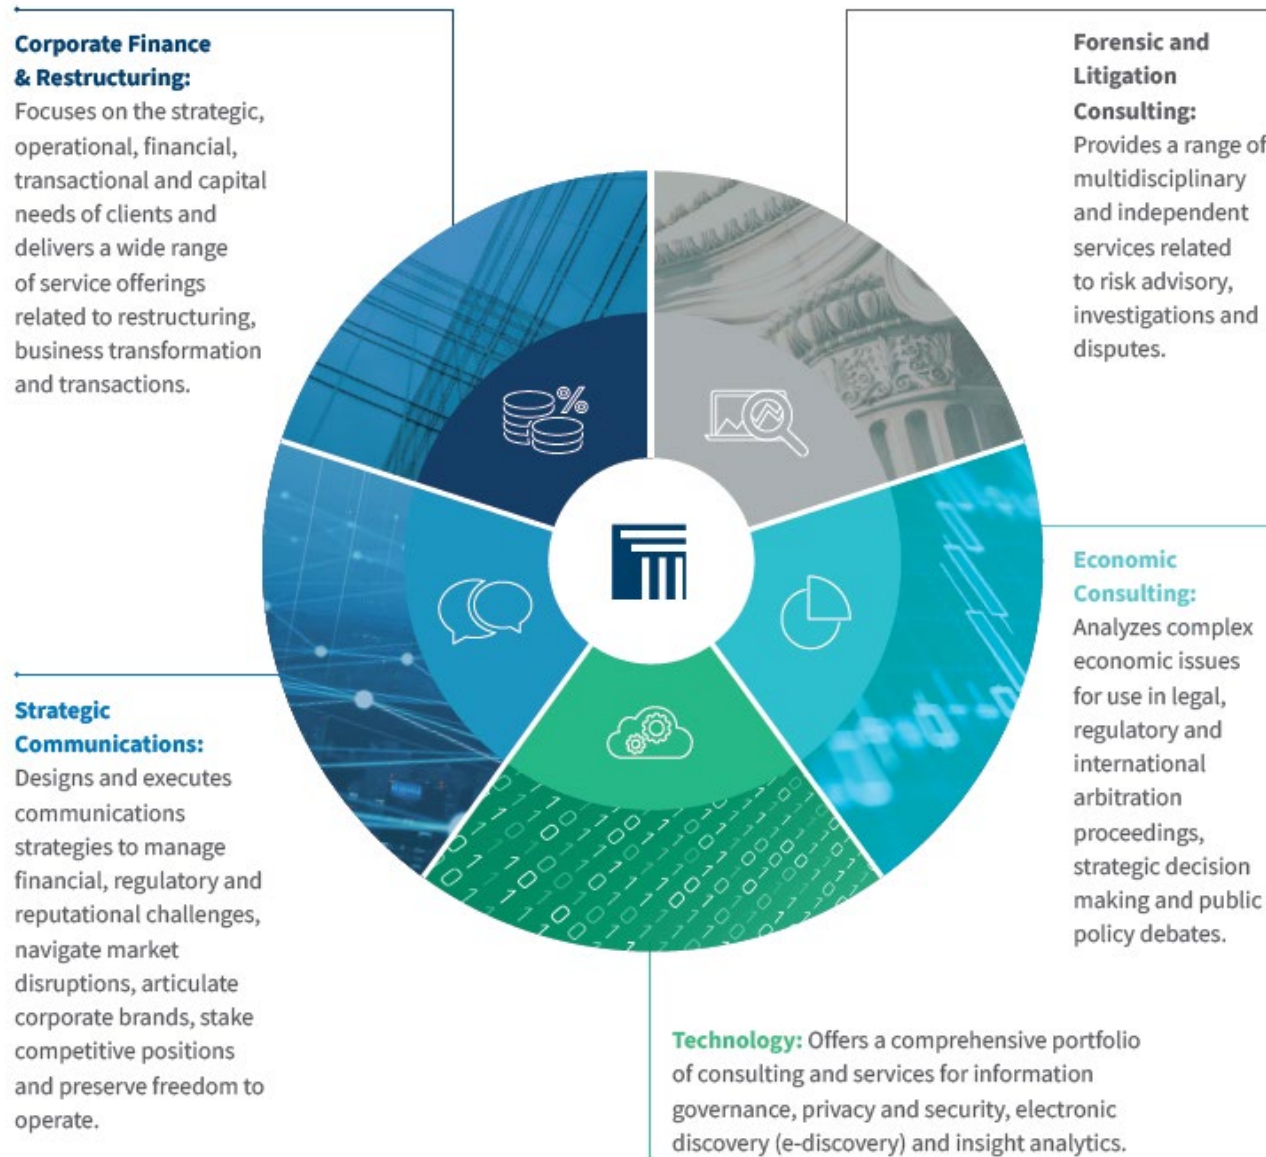 Corporate Finance
& Restructuring:
Focuses on the strategic,
operational, financial,
transactional and capital
needs of clients and
delivers a wide range
of service offerings
related to restructuring,
business transformation
and transactions.
Forensic and
Litigation
Consulting:
Provides a range of
multidisciplinary
and independent
services related
to risk advisory,
investigations and
disputes.
%
Economic
Consulting:
Analyzes complex
economic issues
for use in legal,
regulatory and
international
arbitration
proceedings,
strategic decision
making and public
policy debates.
Strategic
Communications:
Designs and executes
communications
strategies to manage
financial, regulatory and
reputational challenges,
navigate market
disruptions, articulate
corporate brands, stake
competitive positions
and preserve freedom to
operate.
Technology: Offers a comprehensive portfolio
of consulting and services for information
governance, privacy and security, electronic
discovery (e-discovery) and insight analytics.